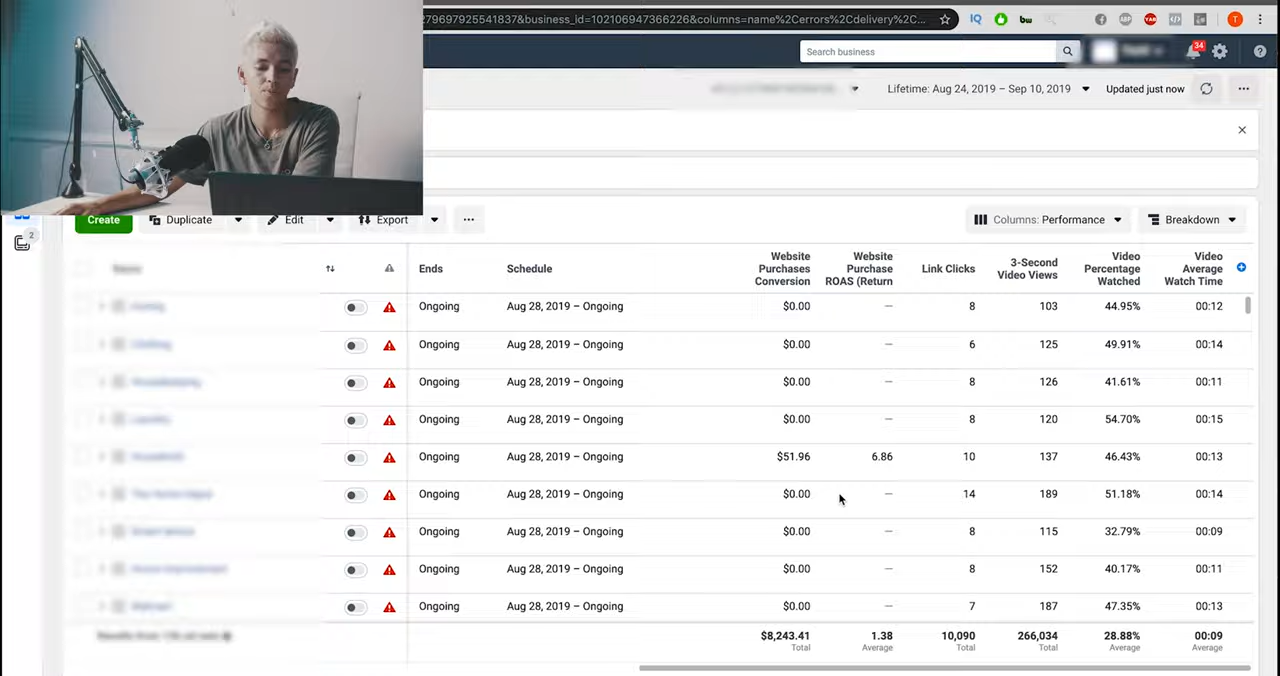 279697925541837&business_id=102106947366226&columns=name%2Cerrors%2Cdelivery%2C...
IQ bw ABP YAB T
Search business
34
Lifetime: Aug 24, 2019 – Sep 10, 2019 Updated just now
Create Duplicate Edit Export Columns: Performance Breakdown
2
Ends Schedule Website Purchases Conversion Website Purchase ROAS (Return Link Clicks 3-Second Video Views Video Percentage Watched Video Average Watch Time
Ongoing Aug 28, 2019 – Ongoing $0.00 — 8 103 44.95% 00:12
Ongoing Aug 28, 2019 – Ongoing $0.00 — 6 125 49.91% 00:14
Ongoing Aug 28, 2019 – Ongoing $0.00 — 8 126 41.61% 00:11
Ongoing Aug 28, 2019 – Ongoing $0.00 — 8 120 54.70% 00:15
Ongoing Aug 28, 2019 – Ongoing $51.96 6.86 10 137 46.43% 00:13
Ongoing Aug 28, 2019 – Ongoing $0.00 — 14 189 51.18% 00:14
Ongoing Aug 28, 2019 – Ongoing $0.00 — 8 115 32.79% 00:09
Ongoing Aug 28, 2019 – Ongoing $0.00 — 8 152 40.17% 00:11
Ongoing Aug 28, 2019 – Ongoing $0.00 — 7 187 47.35% 00:13
$8,243.41 1.38 10,090 266,034 28.88% 00:09
Total Average Total Total Average Average